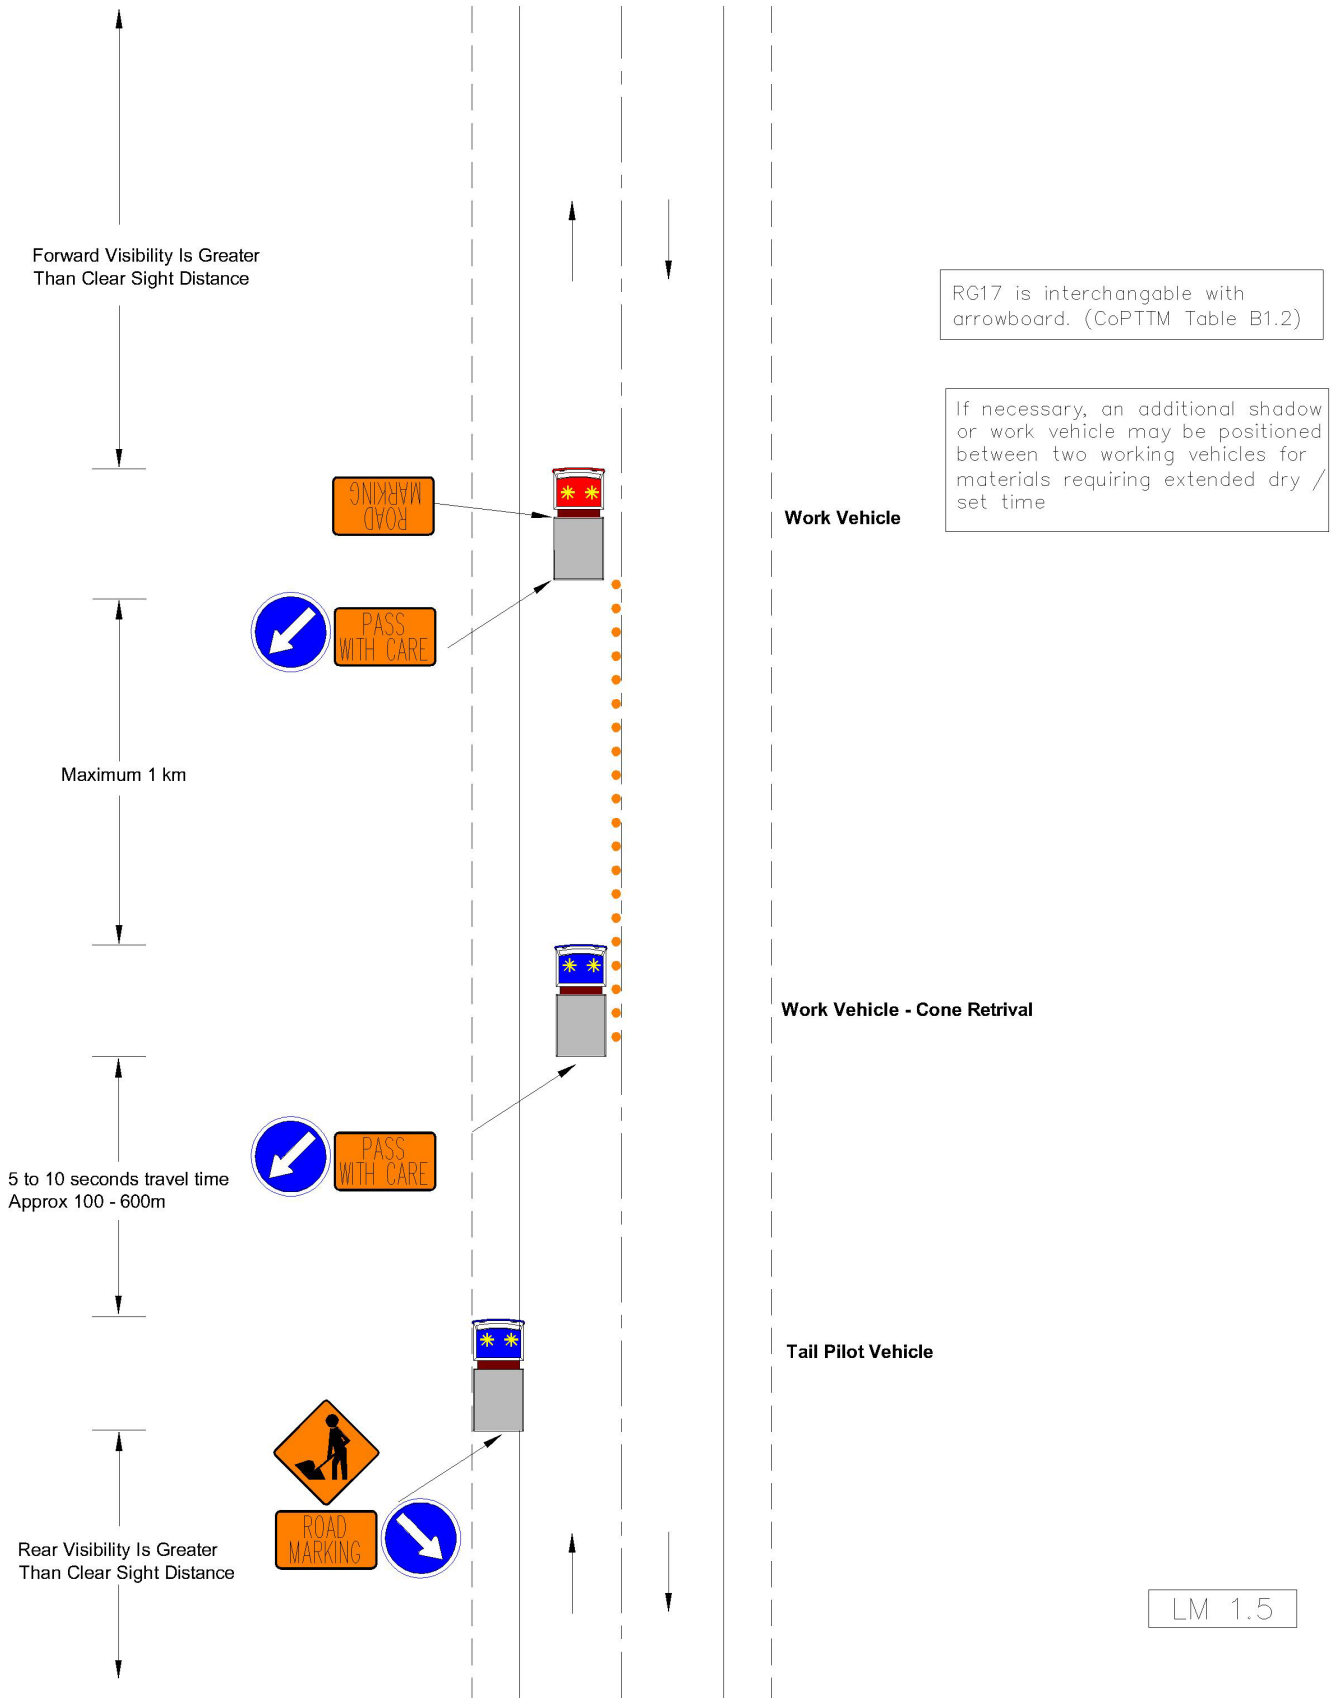 Forward Visibility Is Greater
Than Clear Sight Distance
RG17 is interchangable with
arrowboard. (CoPTTM Table B1.2)
If necessary, an additional shadow
or work vehicle may be positioned
between two working vehicles for
materials requiring extended dry /
set time
ROAD
MARKING
Work Vehicle
PASS
WITH CARE
Maximum 1 km
Work Vehicle - Cone Retrival
PASS
WITH CARE
5 to 10 seconds travel time
Approx 100 - 600m
Tail Pilot Vehicle
ROAD
MARKING
Rear Visibility Is Greater
Than Clear Sight Distance
LM 1.5